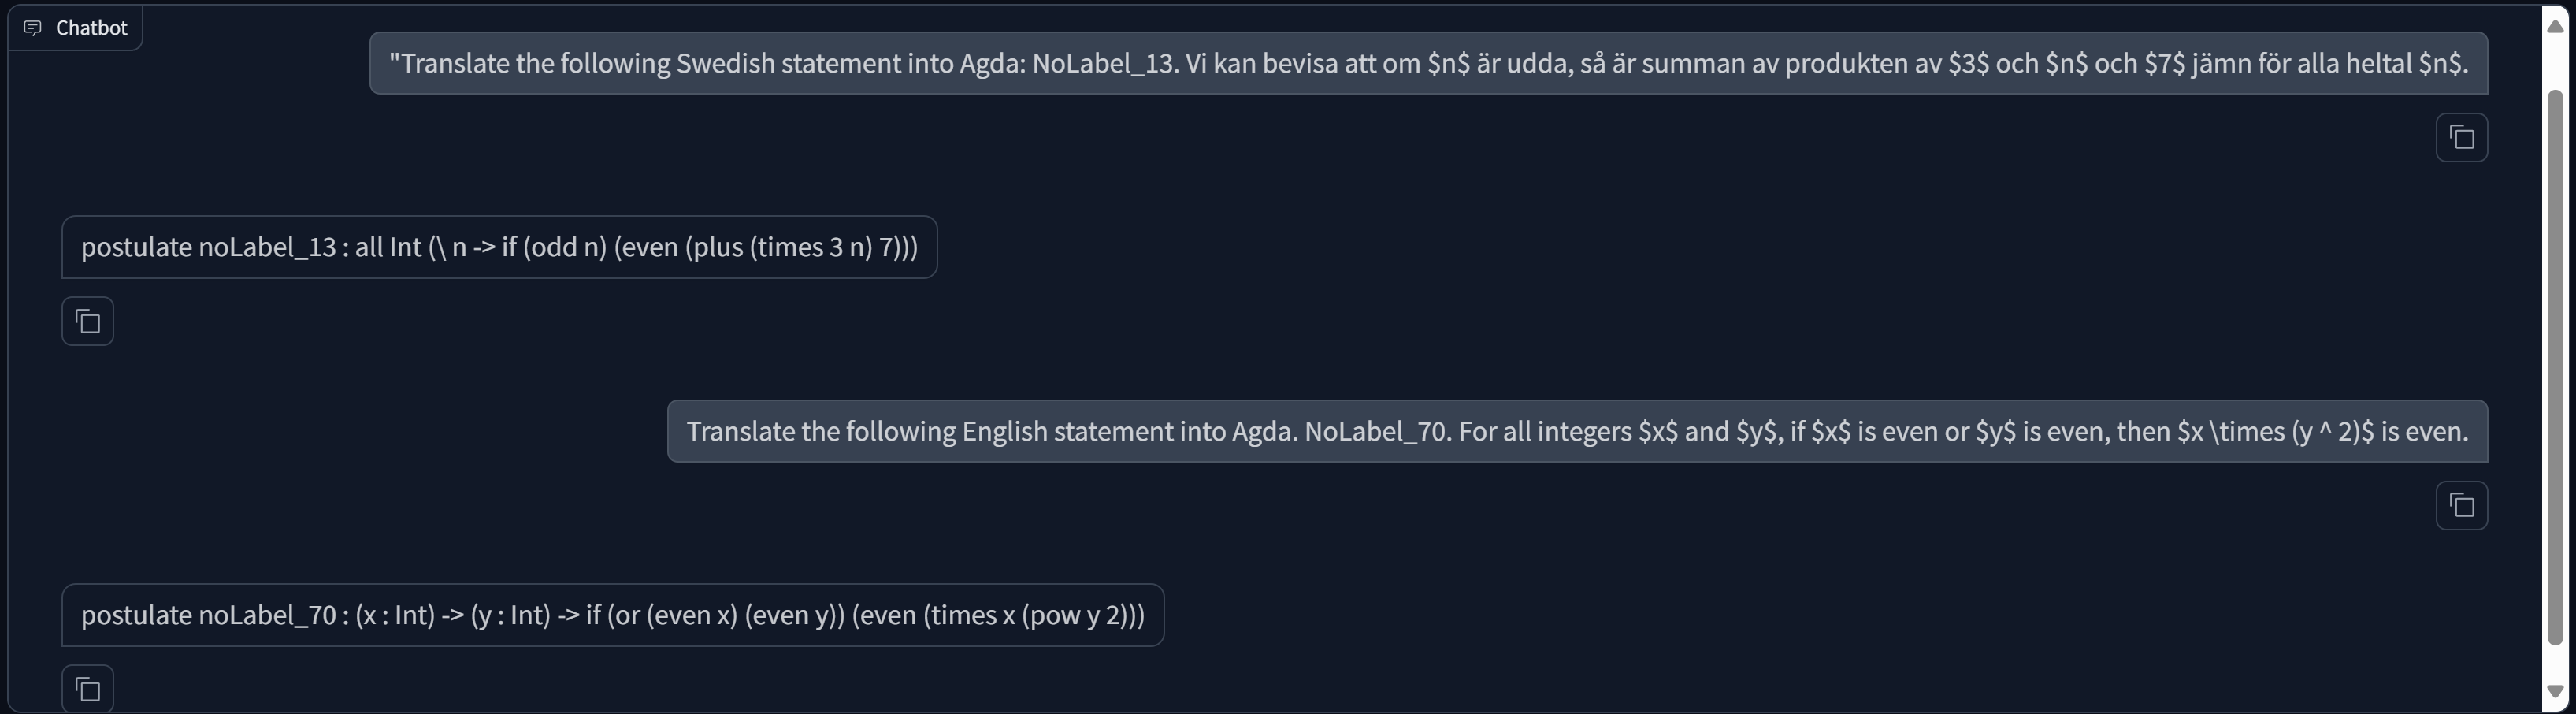 Chatbot
"Translate the following Swedish statement into Agda: NoLabel_13. Vi kan bevisa att om $n$ är udda, så är summan av produkten av $3$ och $n$ och $7$ jämn för alla heltal $n$.
postulate noLabel_13 : all Int (\ n -> if (odd n) (even (plus (times 3 n) 7)))
Translate the following English statement into Agda. NoLabel_70. For all integers $x$ and $y$, if $x$ is even or $y$ is even, then $x \times (y ^ 2)$ is even.
postulate noLabel_70 : (x : Int) -> (y : Int) -> if (or (even x) (even y)) (even (times x (pow y 2)))